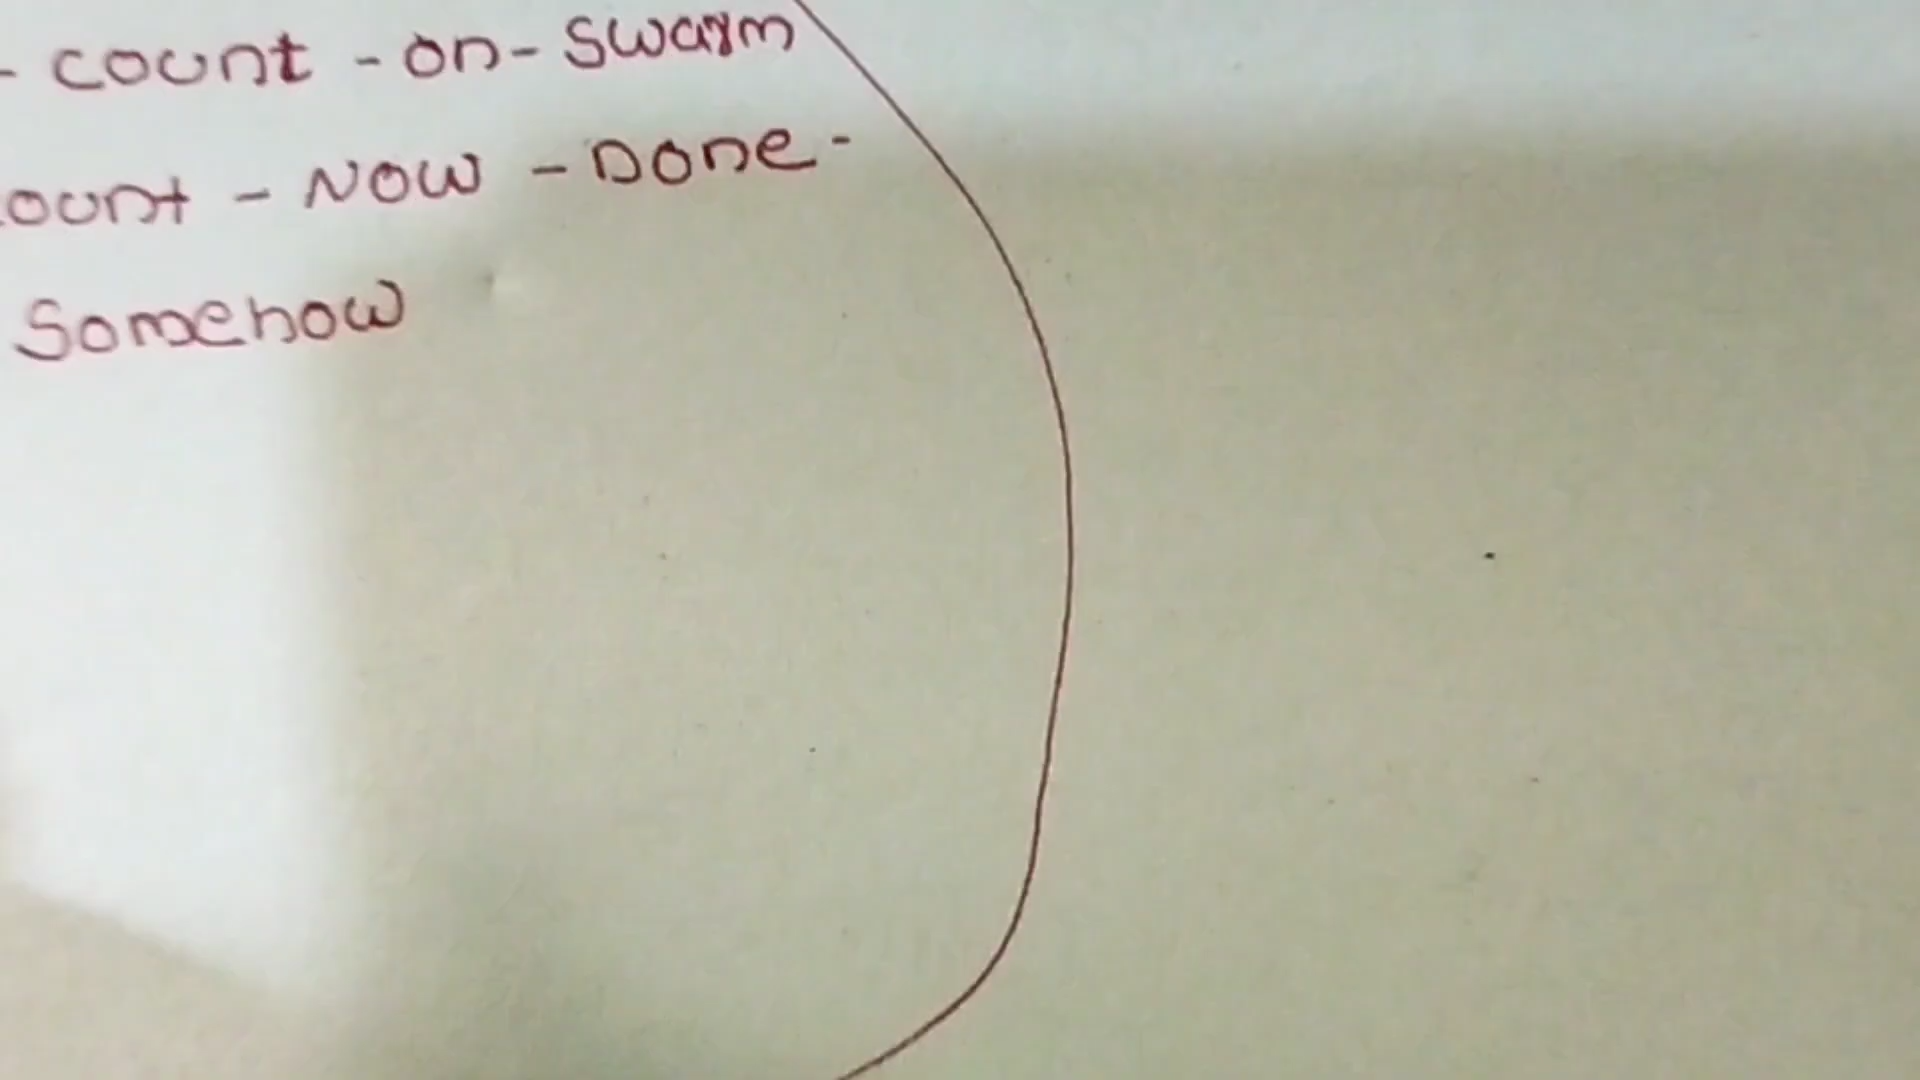 - count - on - swarm
ount - Now - Done -
Somehow